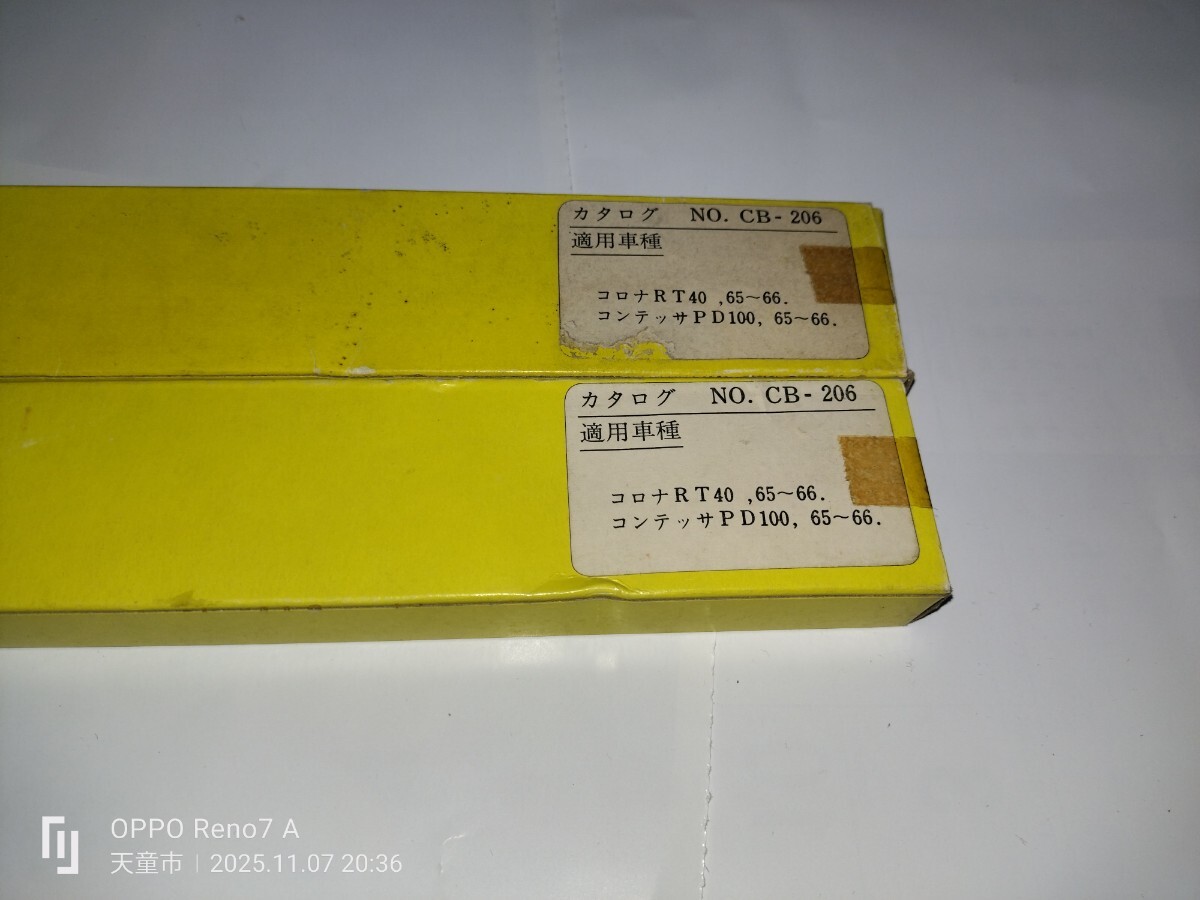 カタログ NO. CB-206
適用車種
コロナRT40 ,65〜66.
コンテッサPD100, 65〜66.
カタログ NO. CB-206
適用車種
コロナRT40 ,65〜66.
コンテッサPD100, 65〜66.
OPPO Reno7 A
天童市 | 2025.11.07 20:36